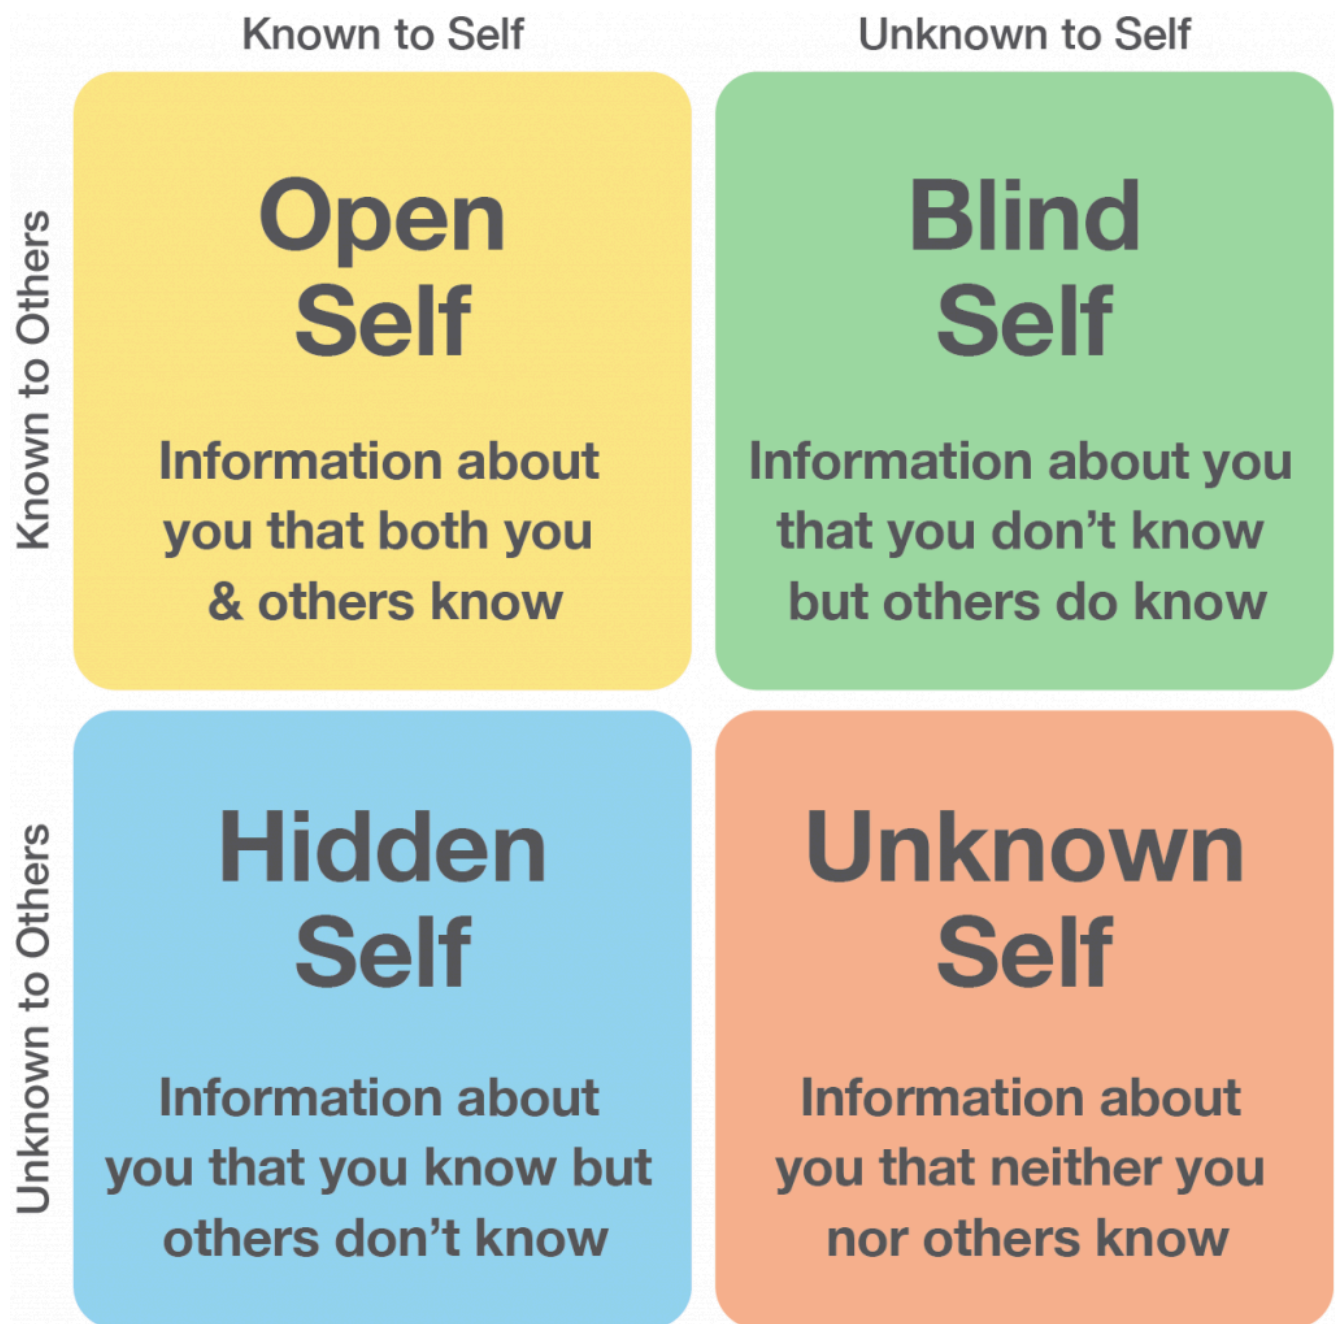 Known to Self
Unknown to Self
Known to Others
Open
Self
Information about
you that both you
& others know
Blind
Self
Information about you
that you don’t know
but others do know
Unknown to Others
Hidden
Self
Information about
you that you know but
others don’t know
Unknown
Self
Information about
you that neither you
nor others know